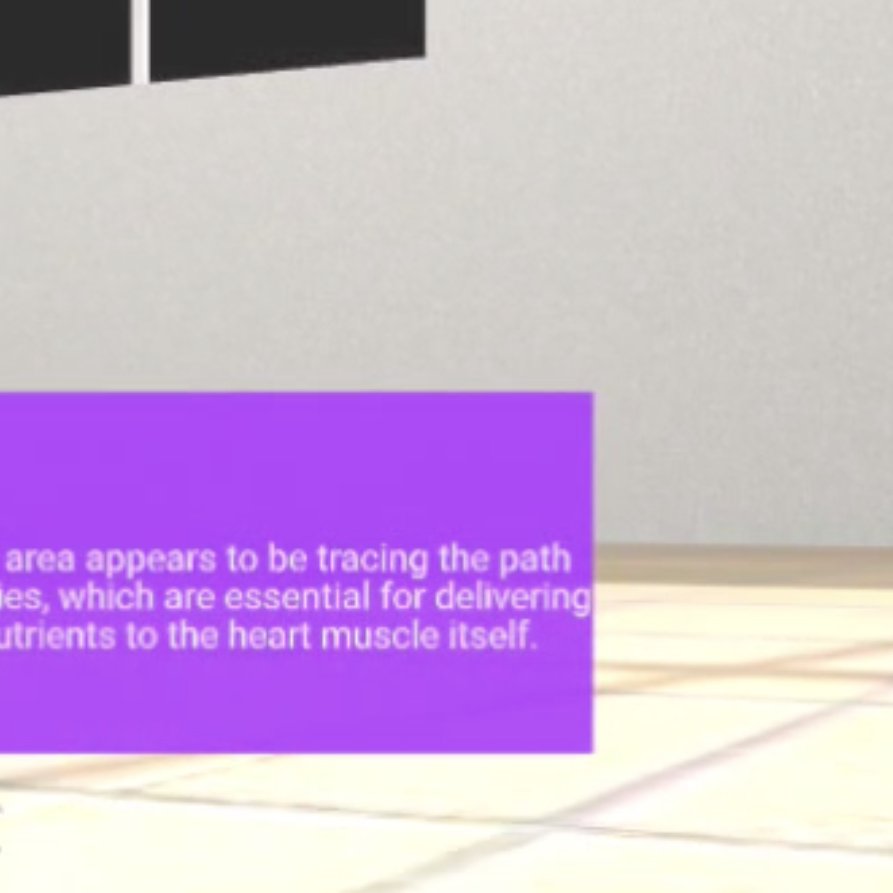 area appears to be tracing the path
ies, which are essential for delivering
utrients to the heart muscle itself.